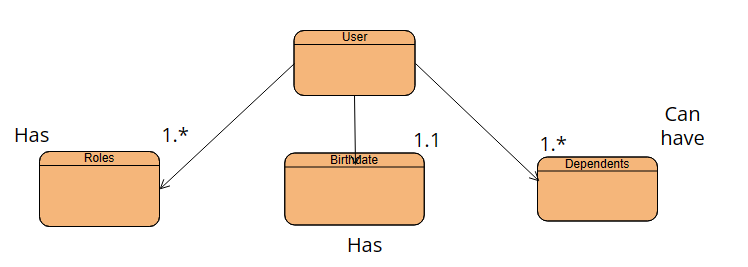 User
Has
1.*
Roles
Birthdate
1.1
1.*
Can
have
Dependents
Has